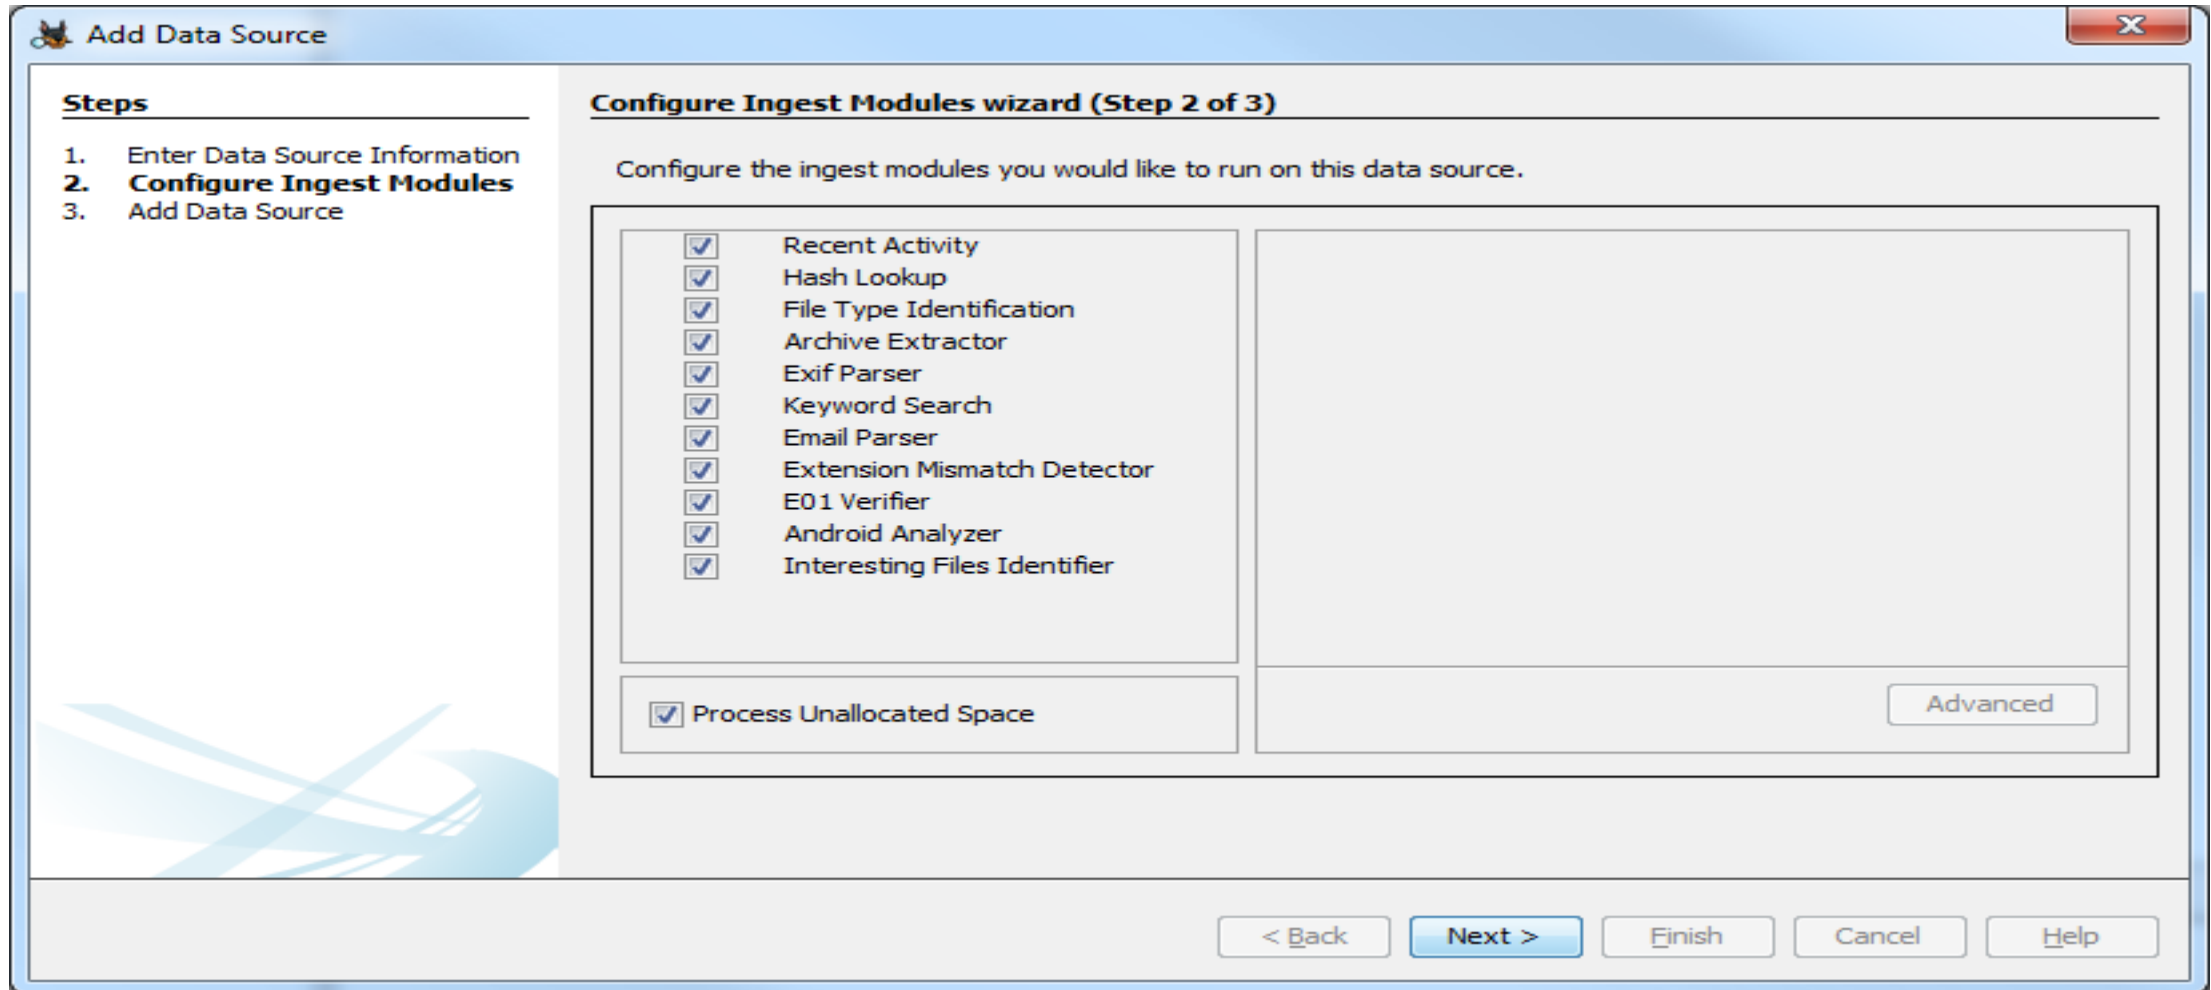 Add Data Source
Steps
1. Enter Data Source Information
2. Configure Ingest Modules
3. Add Data Source
Configure Ingest Modules wizard (Step 2 of 3)
Configure the ingest modules you would like to run on this data source.
Recent Activity
Hash Lookup
File Type Identification
Archive Extractor
Exif Parser
Keyword Search
Email Parser
Extension Mismatch Detector
E01 Verifier
Android Analyzer
Interesting Files Identifier
Process Unallocated Space
Advanced
< Back Next > Finish Cancel Help